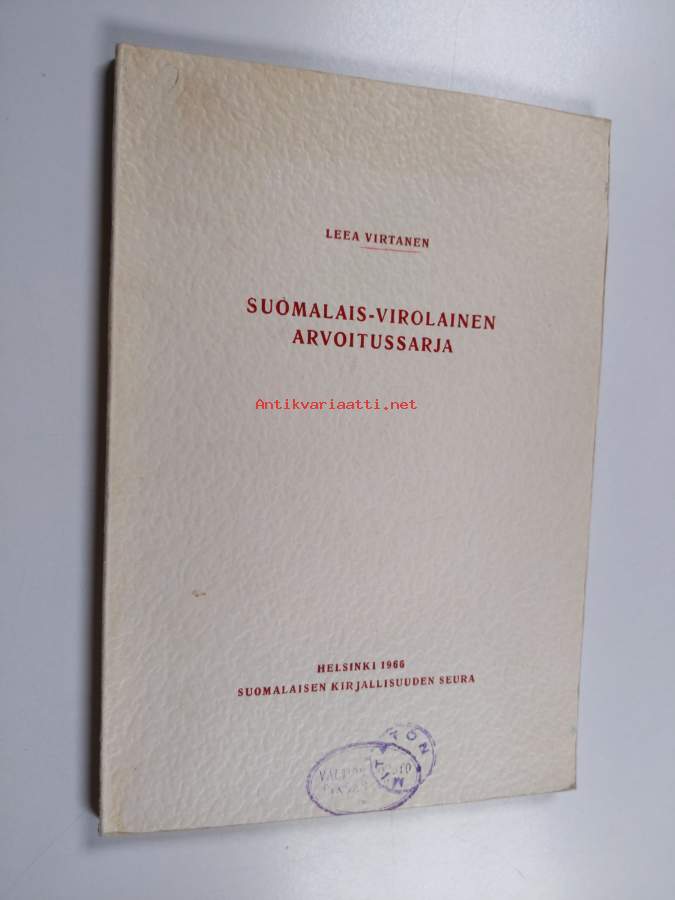 LEEA VIRTANEN
SUOMALAIS-VIROLAINEN
ARVOITUSSARJA
Antikvariaatti.net
HELSINKI 1966
SUOMALAISEN KIRJALLISUUDEN SEURA